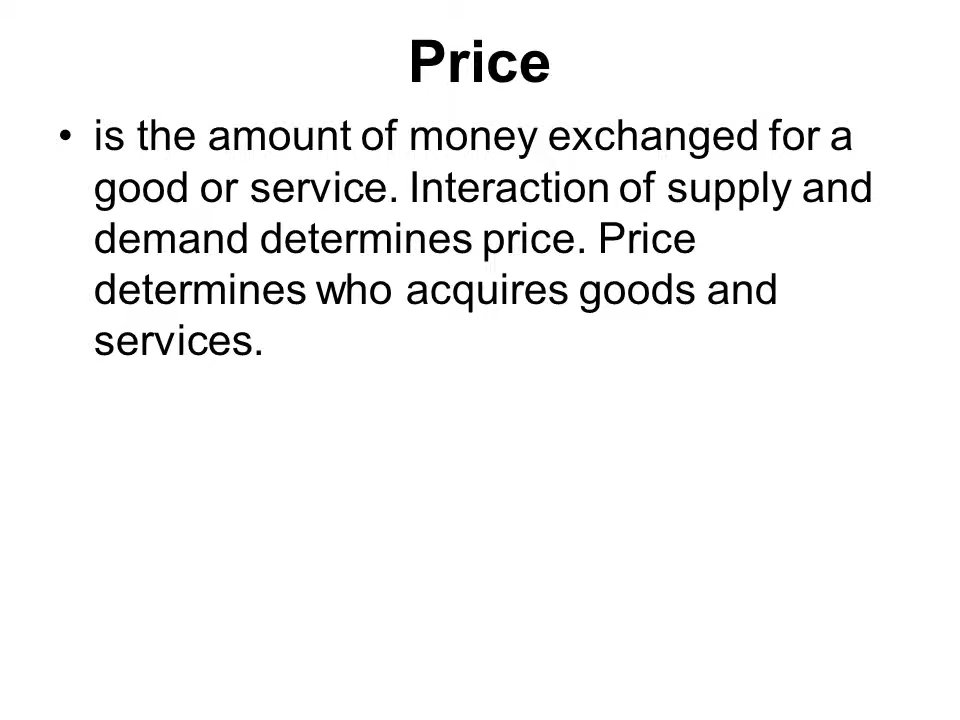 Price
• is the amount of money exchanged for a
good or service. Interaction of supply and
demand determines price. Price
determines who acquires goods and
services.